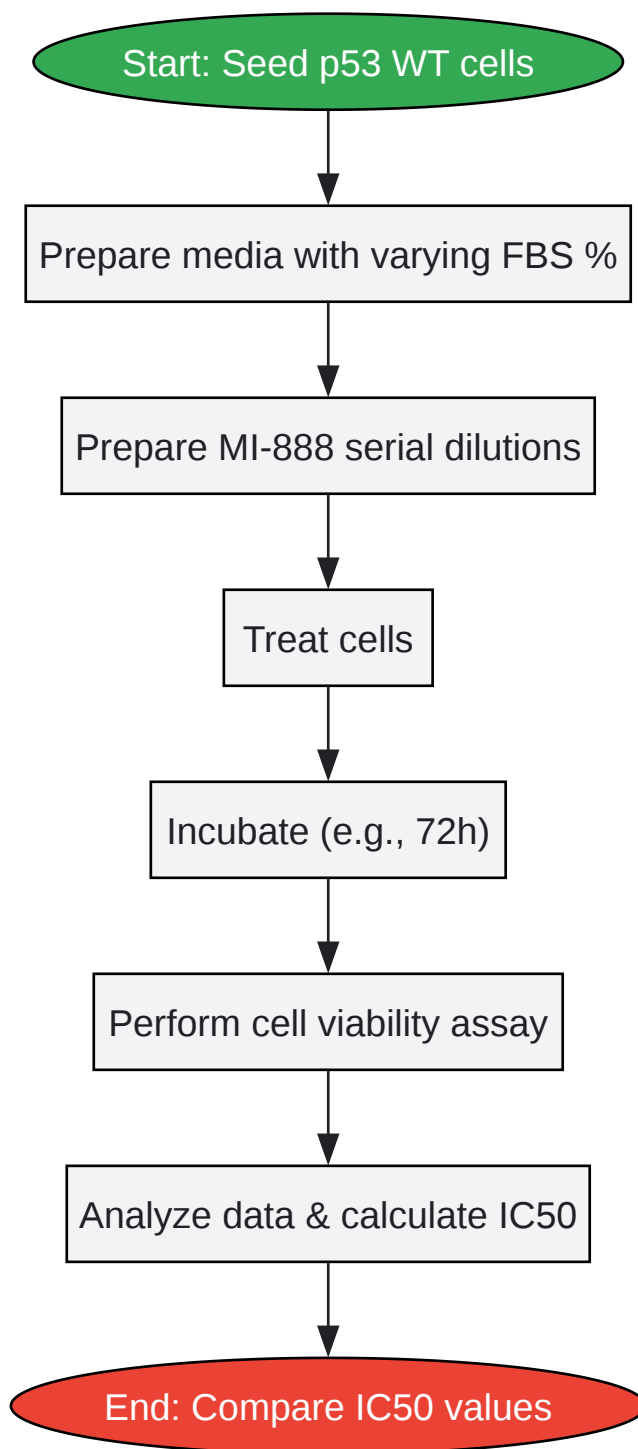 Start: Seed p53 WT cells
Prepare media with varying FBS %
Prepare MI-888 serial dilutions
Treat cells
Incubate (e.g., 72h)
Perform cell viability assay
Analyze data & calculate IC50
End: Compare IC50 values